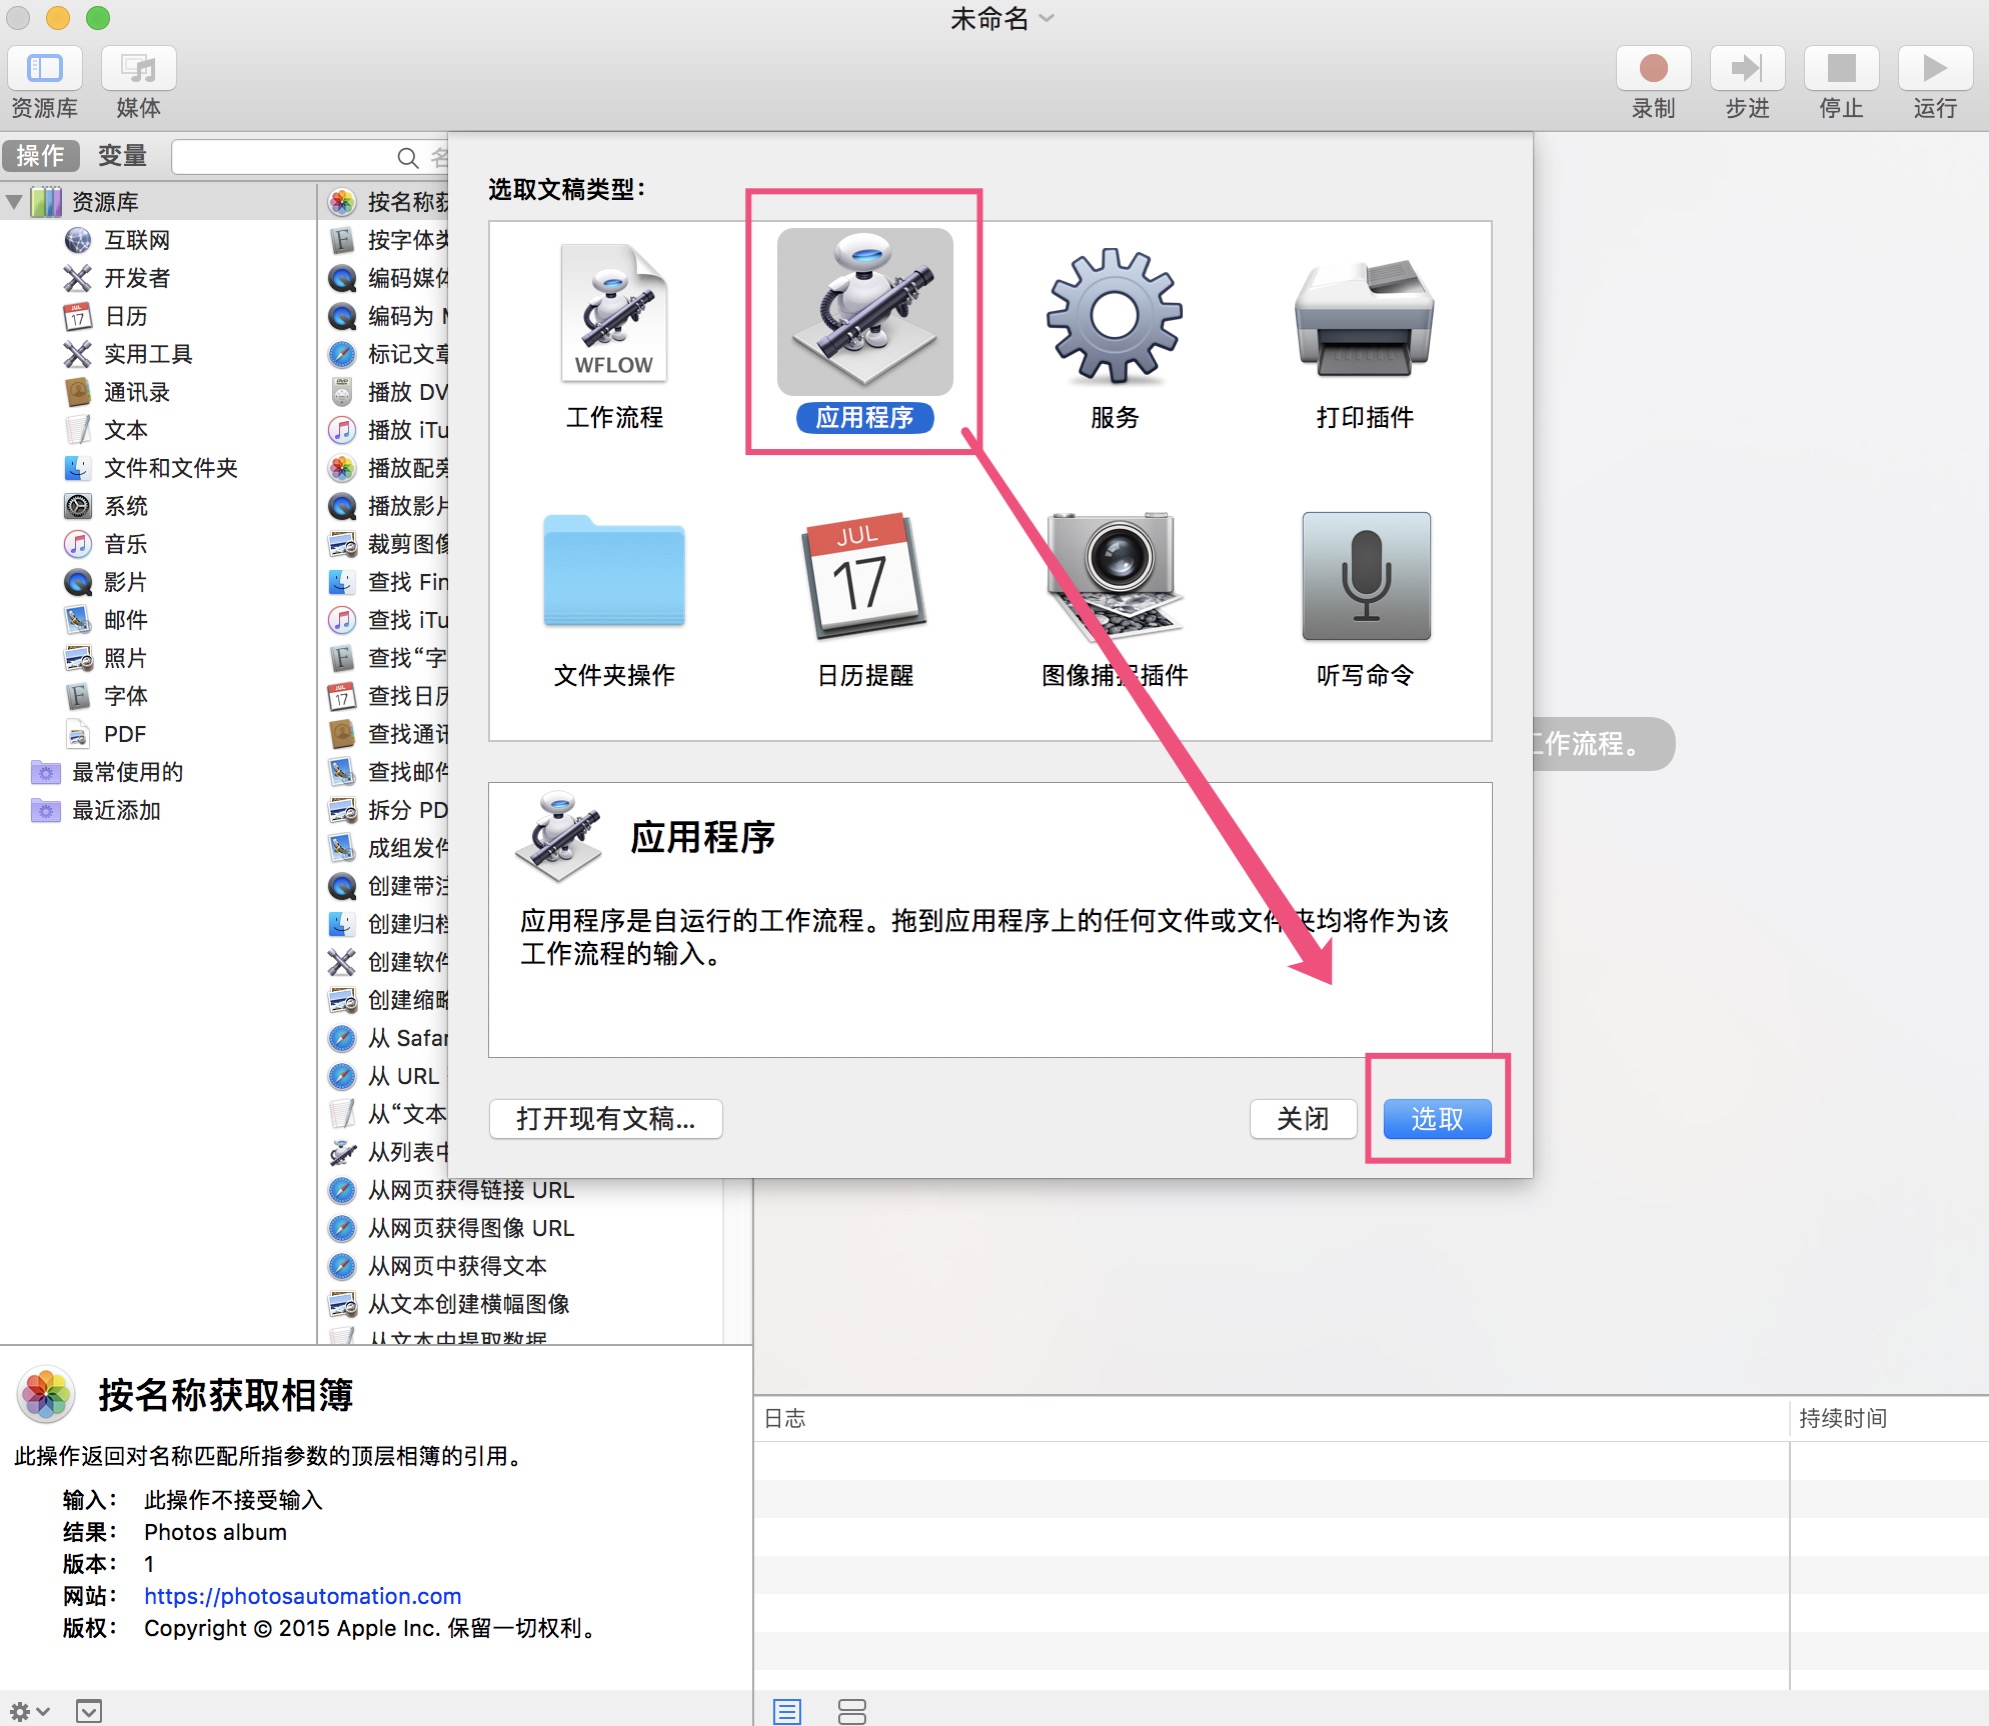 未命名
资源库
媒体
录制
步进
停止
运行
操作
变量
名
资源库
互联网
开发者
日历
实用工具
通讯录
文本
文件和文件夹
系统
音乐
影片
邮件
照片
字体
PDF
最常使用的
最近添加
按名称获
按字体类
编码媒体
编码为
标记文章
播放 DV
播放 iTu
播放配旁
播放影片
裁剪图像
查找 Fin
查找 iTu
查找“字
查找日历
查找通讯
查找邮件
拆分 PD
成组发件
创建带注
创建归档
创建软件
创建缩略
从 Safar
从 URL
从“文本
从列表中
从网页获得链接 URL
从网页获得图像 URL
从网页中获得文本
从文本创建横幅图像
从文本中提取数据
选取文稿类型：
WFLOW
工作流程
应用程序
服务
打印插件
文件夹操作
JUL
17
日历提醒
图像捕捉插件
听写命令
应用程序
应用程序是自运行的工作流程。拖到应用程序上的任何文件或文件夹均将作为该
工作流程的输入。
打开现有文稿...
关闭
选取
工作流程。
按名称获取相簿
此操作返回对名称匹配所指参数的顶层相簿的引用。
输入： 此操作不接受输入
结果： Photos album
版本： 1
网站： https://photosautomation.com
版权： Copyright © 2015 Apple Inc. 保留一切权利。
日志
持续时间